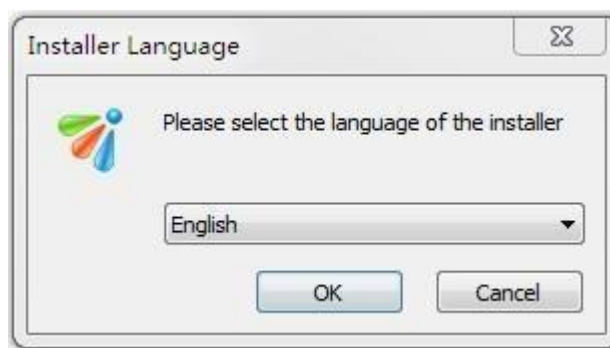 Installer Language
Please select the language of the installer
English
OK
Cancel